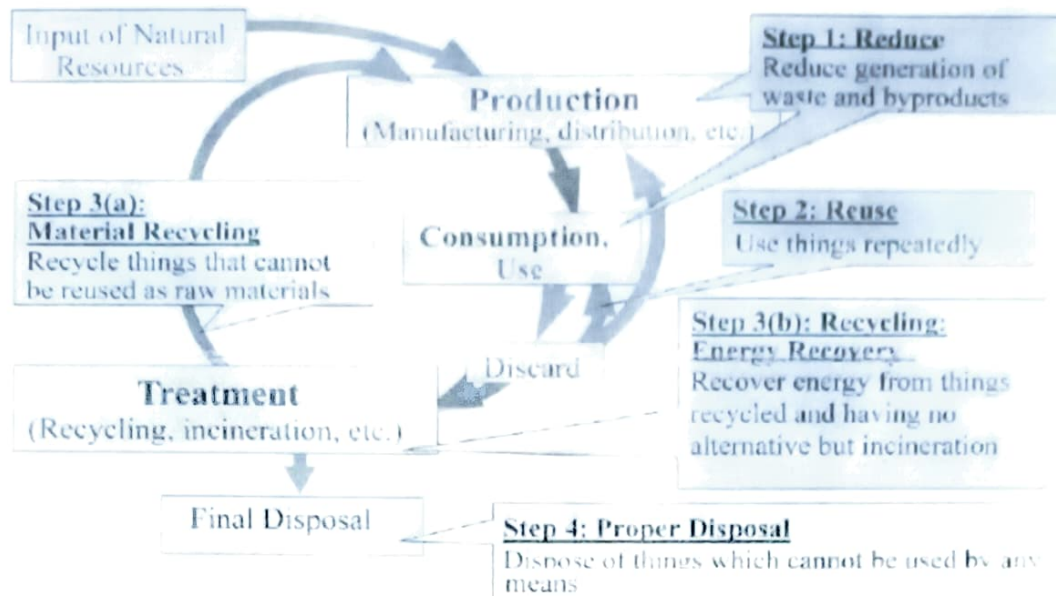 Input of Natural
Resources
Step 1: Reduce
Reduce generation of
waste and byproducts
Production
(Manufacturing, distribution, etc.)
Step 3(a):
Material Recycling
Recycle things that cannot
be reused as raw materials
Consumption,
Use
Step 2: Reuse
Use things repeatedly
Step 3(b): Recycling:
Energy Recovery
Recover energy from things
recycled and having no
alternative but incineration
Discard
Treatment
(Recycling, incineration, etc.)
Final Disposal
Step 4: Proper Disposal
Dispose of things which cannot be used by any
means